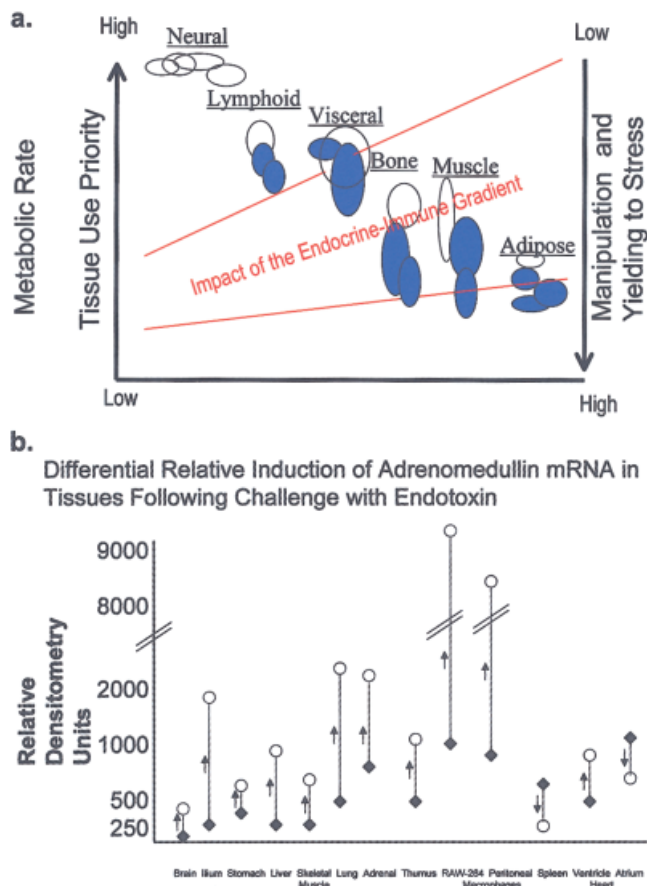 a.
High
Low
Neural
Lymphoid
Visceral
Bone
Muscle
Adipose
Impact of the Endocrine-Immune Gradient
Metabolic Rate
Tissue Use Priority
Manipulation and
Yielding to Stress
Low
High
b.
Differential Relative Induction of Adrenomedullin mRNA in
Tissues Following Challenge with Endotoxin
Relative
Densitometry
Units
9000
8000
2000
1000
500
250
Brain Ilium Stomach Liver Skeletal Lung Adrenal Thumus RAW-264 Peritoneal Spleen Ventricle Atrium
Muscle Macrophages Heart